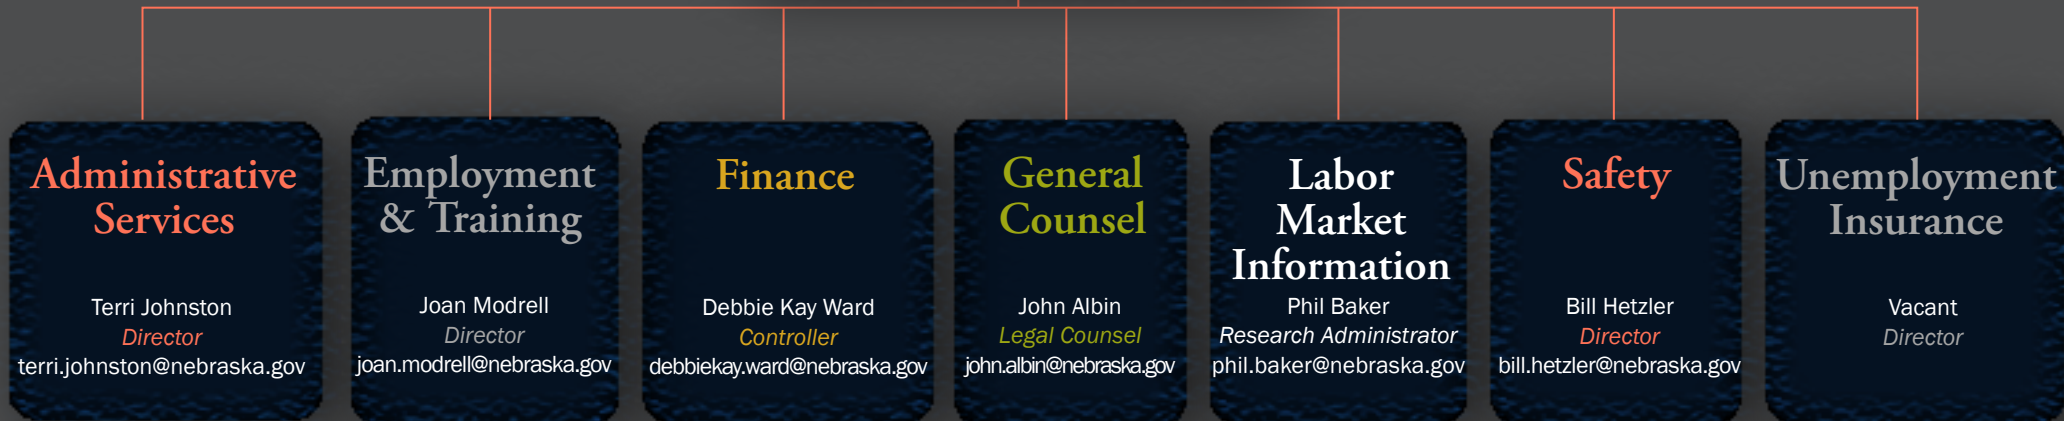 Administrative
Services
Terri Johnston
Director
terri.johnston@nebraska.gov
Employment
& Training
Joan Modrell
Director
joan.modrell@nebraska.gov
Finance
Debbie Kay Ward
Controller
debbiekay.ward@nebraska.gov
General
Counsel
John Albin
Legal Counsel
john.albin@nebraska.gov
Labor
Market
Information
Phil Baker
Research Administrator
phil.baker@nebraska.gov
Safety
Bill Hetzler
Director
bill.hetzler@nebraska.gov
Unemployment
Insurance
Vacant
Director